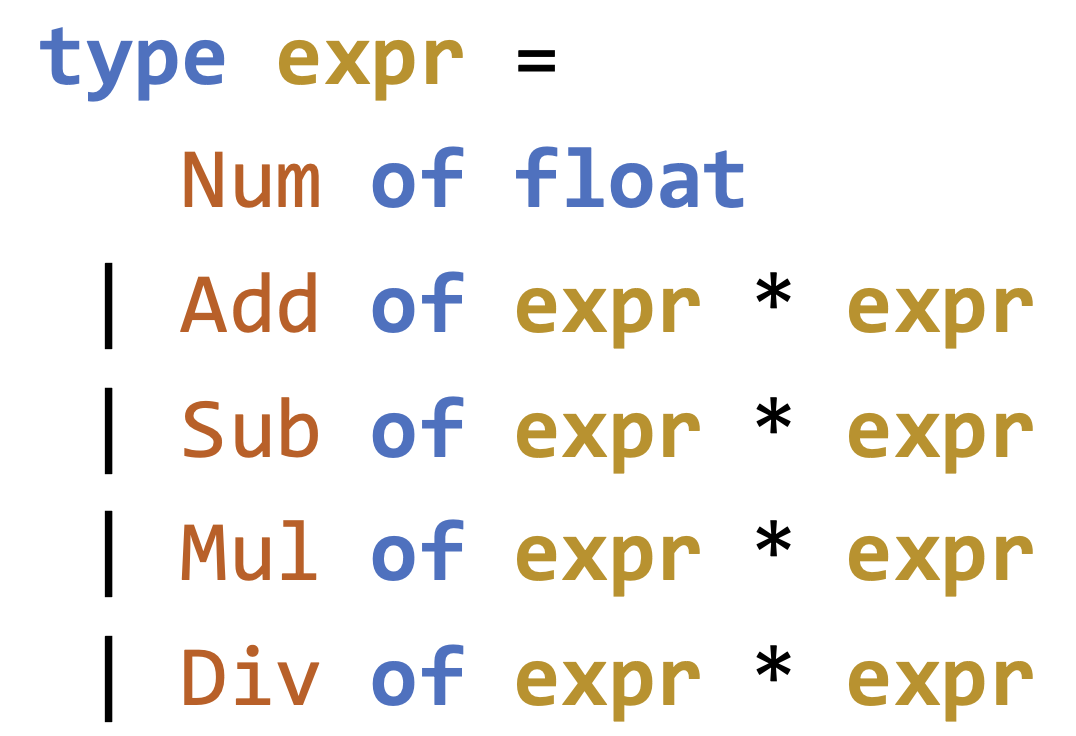 type expr =
Num of float
| Add of expr * expr
| Sub of expr * expr
| Mul of expr * expr
| Div of expr * expr